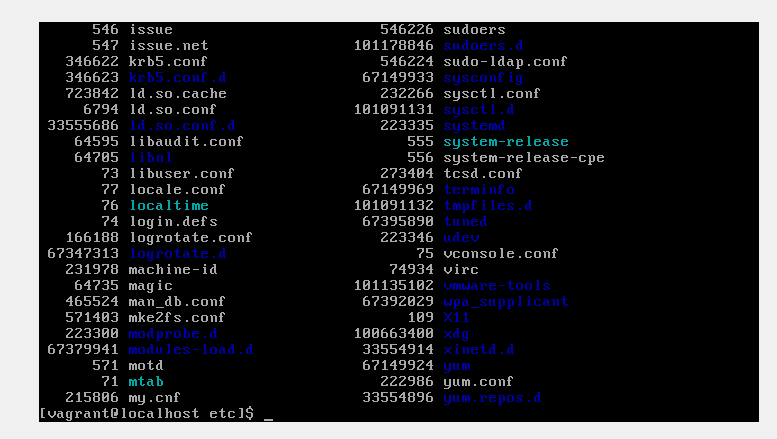 546 issue 546226 sudoers
547 issue.net 101178846 sudoers.d
346622 krb5.conf 546224 sudo-ldap.conf
346623 krb5.conf.d 67149933 sysconfig
723842 ld.so.cache 232266 sysctl.conf
6794 ld.so.conf 101091131 sysctl.d
33555686 ld.so.conf.d 223335 systemd
64595 libaudit.conf 555 system-release
64705 libnl 556 system-release-cpe
73 libuser.conf 273404 tcsd.conf
77 locale.conf 67149969 terminfo
76 localtime 101091132 tmpfiles.d
74 login.defs 67395890 tuned
166188 logrotate.conf 223346 udev
67347313 logrotate.d 75 vconsole.conf
231978 machine-id 74934 virc
64735 magic 101135102 vmware-tools
465524 man_db.conf 67392029 wpa_supplicant
571403 mke2fs.conf 109 X11
223300 modprobe.d 100663400 xdg
67379941 modules-load.d 33554914 xinetd.d
571 motd 67149924 yum
71 mtab 222986 yum.conf
215806 my.cnf 33554896 yum.repos.d
[vagrant@localhost etc]$ _